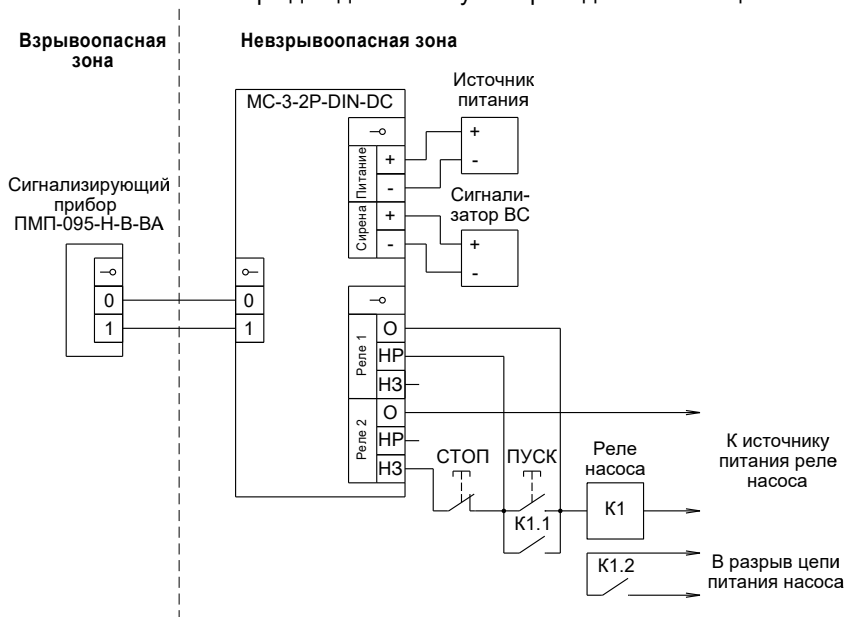 Взрывоопасная
зона
Невзрывоопасная зона
МС-3-2Р-DIN-DC
Источник
питания
Питание
+
-
+
-
Сирена
+
-
Сигнали-
затор ВС
+
-
Сигнализирующий
прибор
ПМП-095-Н-В-ВА
0
1
0
1
Реле 1
О
НР
НЗ
Реле 2
О
НР
НЗ
СТОП
ПУСК
Реле
насоса
К1
К1.1
К источнику
питания реле
насоса
К1.2
В разрыв цепи
питания насоса